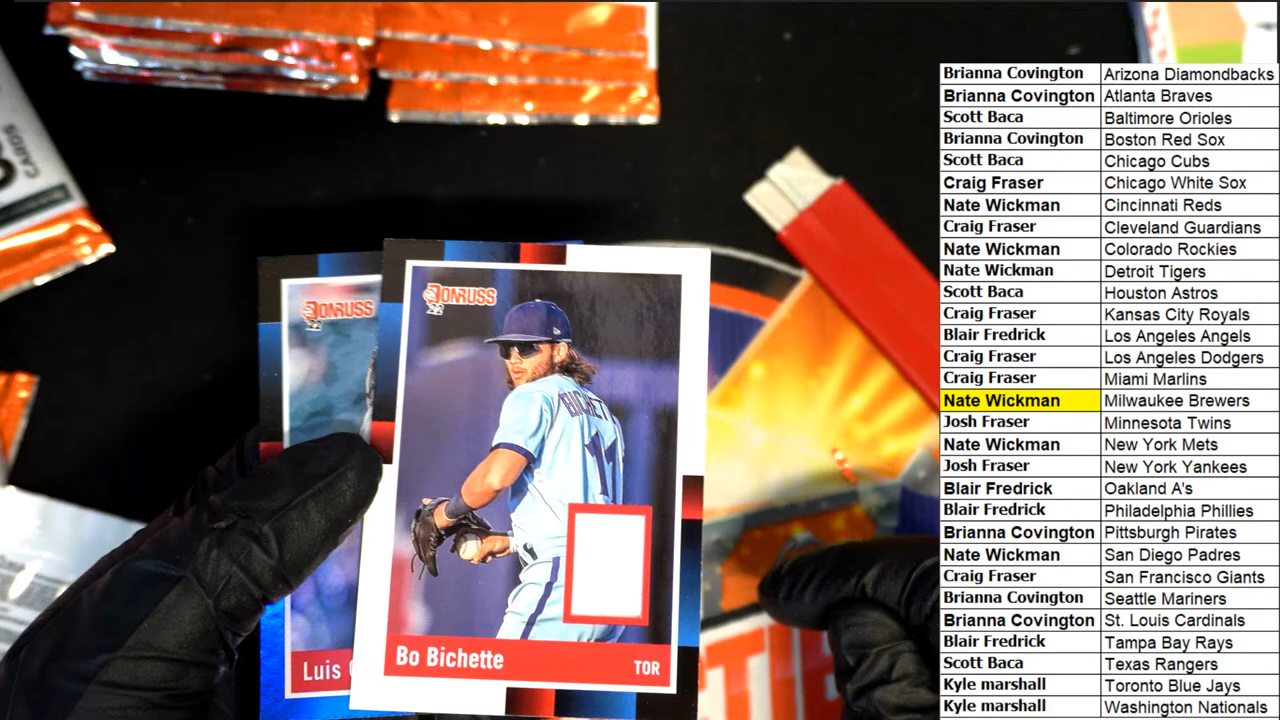 Brianna Covington Arizona Diamondbacks
Brianna Covington Atlanta Braves
Scott Baca Baltimore Orioles
Brianna Covington Boston Red Sox
Scott Baca Chicago Cubs
Craig Fraser Chicago White Sox
Nate Wickman Cincinnati Reds
Craig Fraser Cleveland Guardians
Nate Wickman Colorado Rockies
Nate Wickman Detroit Tigers
Scott Baca Houston Astros
Craig Fraser Kansas City Royals
Blair Fredrick Los Angeles Angels
Craig Fraser Los Angeles Dodgers
Craig Fraser Miami Marlins
Nate Wickman Milwaukee Brewers
Josh Fraser Minnesota Twins
Nate Wickman New York Mets
Josh Fraser New York Yankees
Blair Fredrick Oakland A's
Blair Fredrick Philadelphia Phillies
Brianna Covington Pittsburgh Pirates
Nate Wickman San Diego Padres
Craig Fraser San Francisco Giants
Brianna Covington Seattle Mariners
Brianna Covington St. Louis Cardinals
Blair Fredrick Tampa Bay Rays
Scott Baca Texas Rangers
Kyle marshall Toronto Blue Jays
Kyle marshall Washington Nationals
CARDS
DONRUSS
22
Luis
DONRUSS
22
BICHETT
11
Bo Bichette TOR